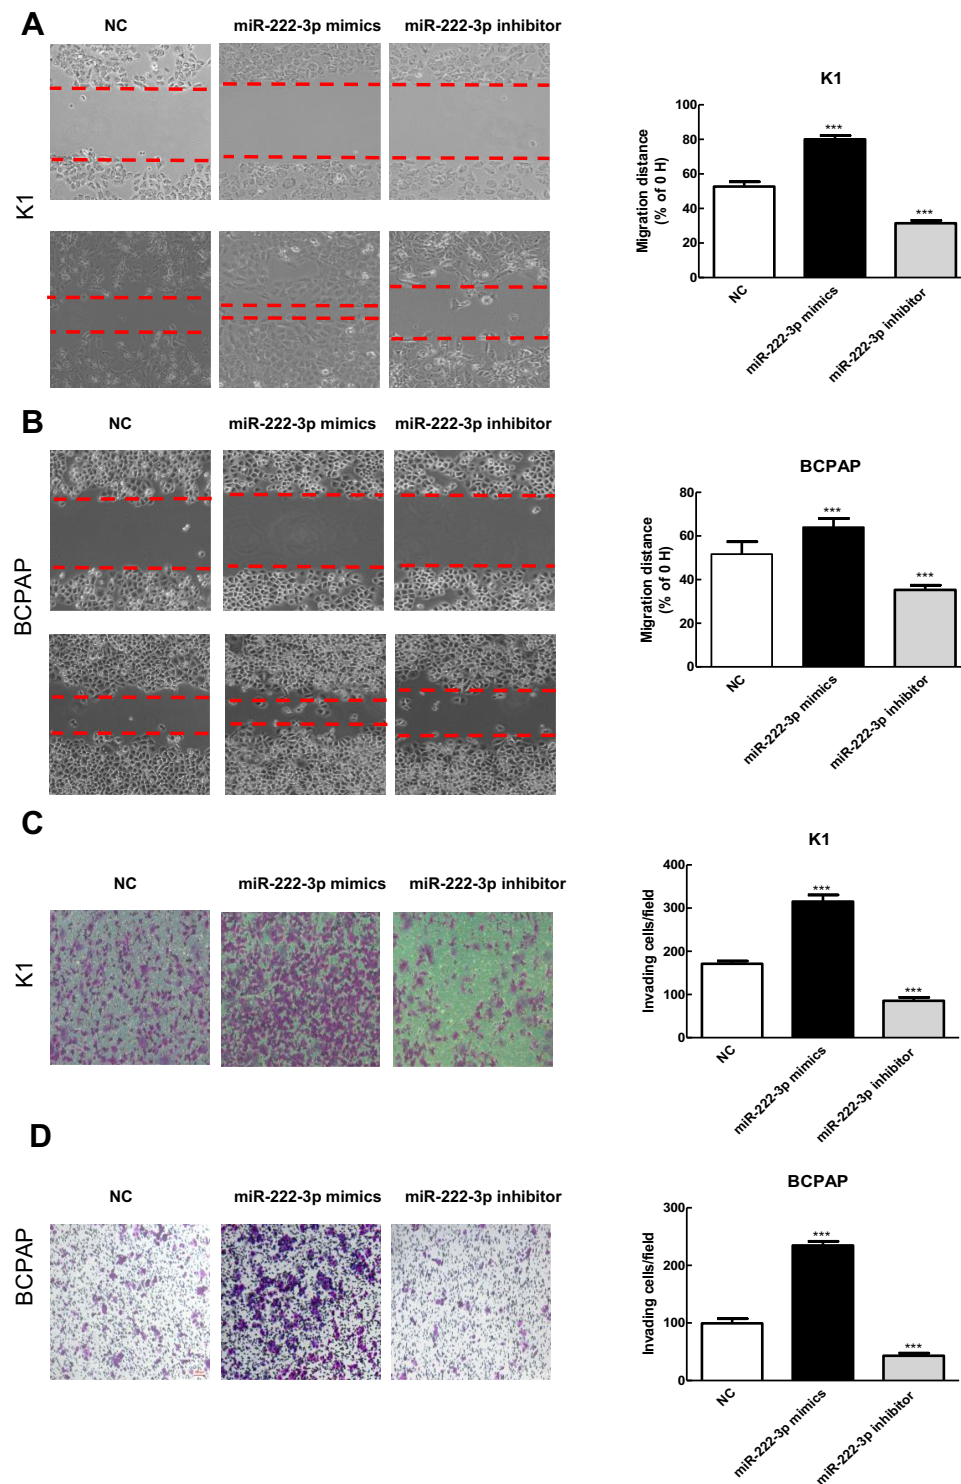 A
NC
miR-222-3p mimics
miR-222-3p inhibitor
K1
K1
Migration distance
(% of 0 H)
100
80
60
40
20
0
***
***
NC
miR-222-3p mimics
miR-222-3p inhibitor
B
NC
miR-222-3p mimics
miR-222-3p inhibitor
BCPAP
BCPAP
Migration distance
(% of 0 H)
80
60
40
20
0
***
***
NC
miR-222-3p mimics
miR-222-3p inhibitor
C
NC
miR-222-3p mimics
miR-222-3p inhibitor
K1
K1
Invading cells/field
400
300
200
100
0
***
***
NC
miR-222-3p mimics
miR-222-3p inhibitor
D
NC
miR-222-3p mimics
miR-222-3p inhibitor
BCPAP
BCPAP
Invading cells/field
300
200
100
0
***
***
NC
miR-222-3p mimics
miR-222-3p inhibitor